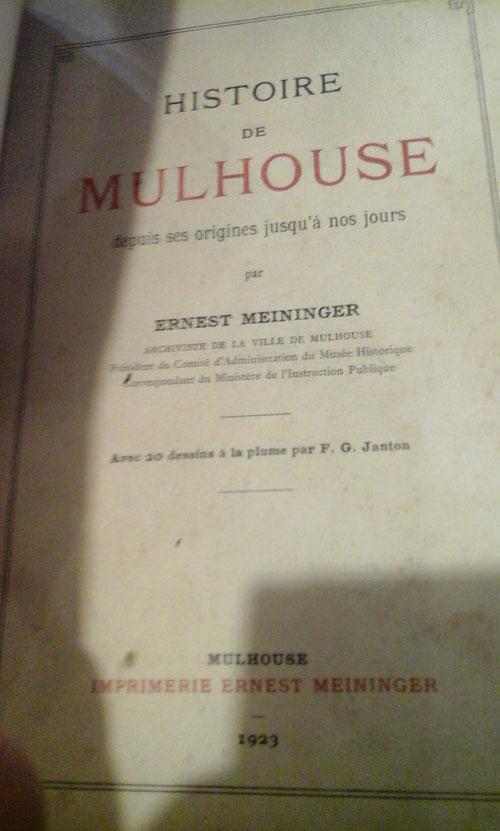 HISTOIRE
DE
MULHOUSE
depuis ses origines jusqu'á nos jours
par
ERNEST MEININGER
ARCHIVISTE DE LA VILLE DE MULHOUSE
Président du Comité d'Administration du Musée Historique
Correspondant du Ministère de l'Instruction Publique
Avec 20 dessins à la plume par F. G. Janton
MULHOUSE
IMPRIMERIE ERNEST MEININGER
1923